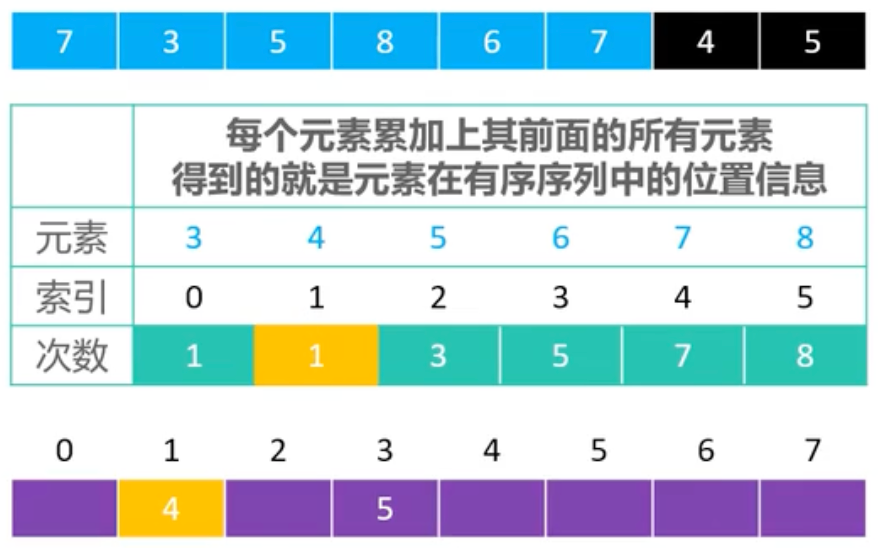 7 3 5 8 6 7 4 5
每个元素累加上其前面的所有元素
得到的就是元素在有序序列中的位置信息
元素 3 4 5 6 7 8
索引 0 1 2 3 4 5
次数 1 1 3 5 7 8
0 1 2 3 4 5 6 7
4 5